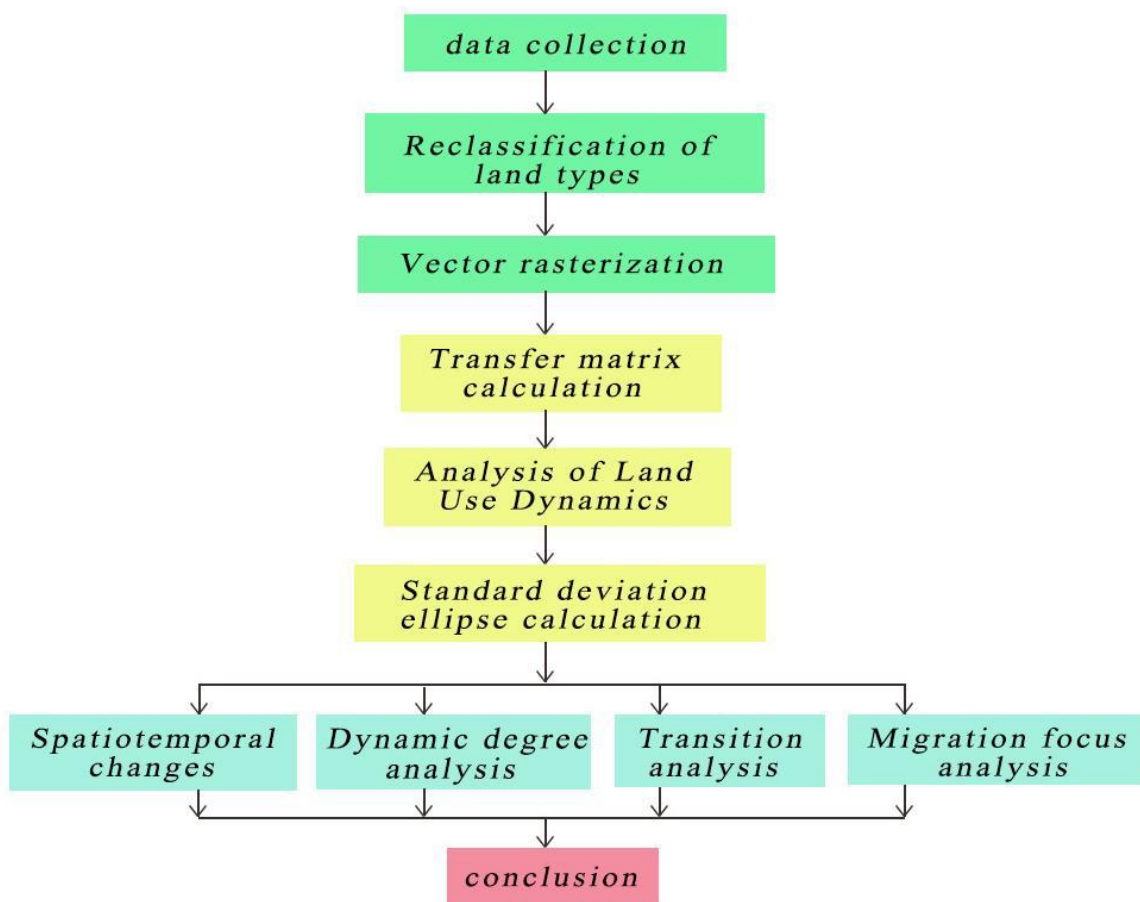 data collection
Reclassification of
land types
Vector rasterization
Transfer matrix
calculation
Analysis of Land
Use Dynamics
Standard deviation
ellipse calculation
Spatiotemporal
changes
Dynamic degree
analysis
Transition
analysis
Migration focus
analysis
conclusion